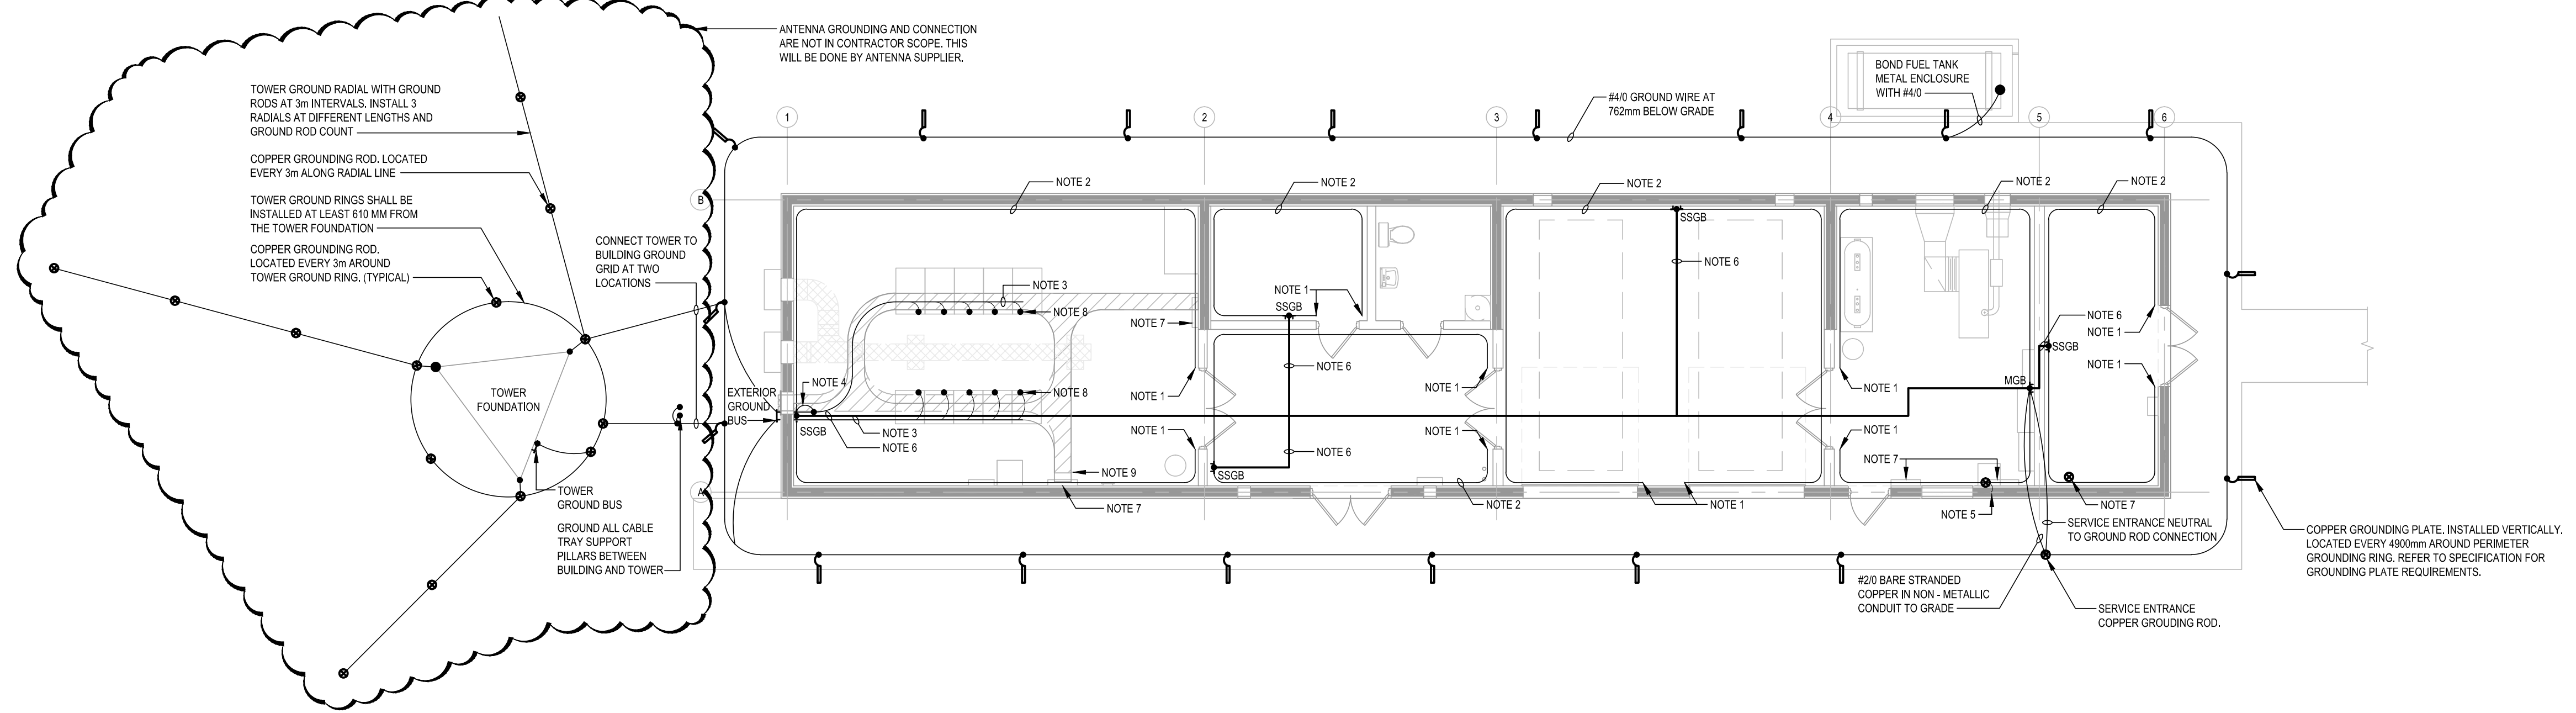 ANTENNA GROUNDING AND CONNECTION
ARE NOT IN CONTRACTOR SCOPE. THIS
WILL BE DONE BY ANTENNA SUPPLIER.
TOWER GROUND RADIAL WITH GROUND
RODS AT 3m INTERVALS. INSTALL 3
RADIALS AT DIFFERENT LENGTHS AND
GROUND ROD COUNT
COPPER GROUNDING ROD. LOCATED
EVERY 3m ALONG RADIAL LINE
TOWER GROUND RINGS SHALL BE
INSTALLED AT LEAST 610 MM FROM
THE TOWER FOUNDATION
COPPER GROUNDING ROD.
LOCATED EVERY 3m AROUND
TOWER GROUND RING. (TYPICAL)
CONNECT TOWER TO
BUILDING GROUND
GRID AT TWO
LOCATIONS
TOWER
FOUNDATION
TOWER
GROUND BUS
GROUND ALL CABLE
TRAY SUPPORT
PILLARS BETWEEN
BUILDING AND TOWER
EXTERIOR
GROUND
BUS
#4/0 GROUND WIRE AT
762mm BELOW GRADE
BOND FUEL TANK
METAL ENCLOSURE
WITH #4/0
1
2
3
4
5
6
B
A
NOTE 2
NOTE 2
NOTE 2
NOTE 2
NOTE 2
NOTE 3
NOTE 8
NOTE 7
NOTE 4
NOTE 8
NOTE 1
SSGB
NOTE 3
NOTE 6
NOTE 1
NOTE 9
NOTE 7
NOTE 1
SSGB
NOTE 6
NOTE 1
NOTE 1
NOTE 6
SSGB
NOTE 2
SSGB
NOTE 6
NOTE 1
NOTE 1
NOTE 1
NOTE 7
NOTE 5
MGB
SSGB
NOTE 6
NOTE 1
NOTE 1
NOTE 7
SERVICE ENTRANCE NEUTRAL
TO GROUND ROD CONNECTION
#2/0 BARE STRANDED
COPPER IN NON - METALLIC
CONDUIT TO GRADE
SERVICE ENTRANCE
COPPER GROUDING ROD.
COPPER GROUNDING PLATE. INSTALLED VERTICALLY.
LOCATED EVERY 4900mm AROUND PERIMETER
GROUNDING RING. REFER TO SPECIFICATION FOR
GROUNDING PLATE REQUIREMENTS.